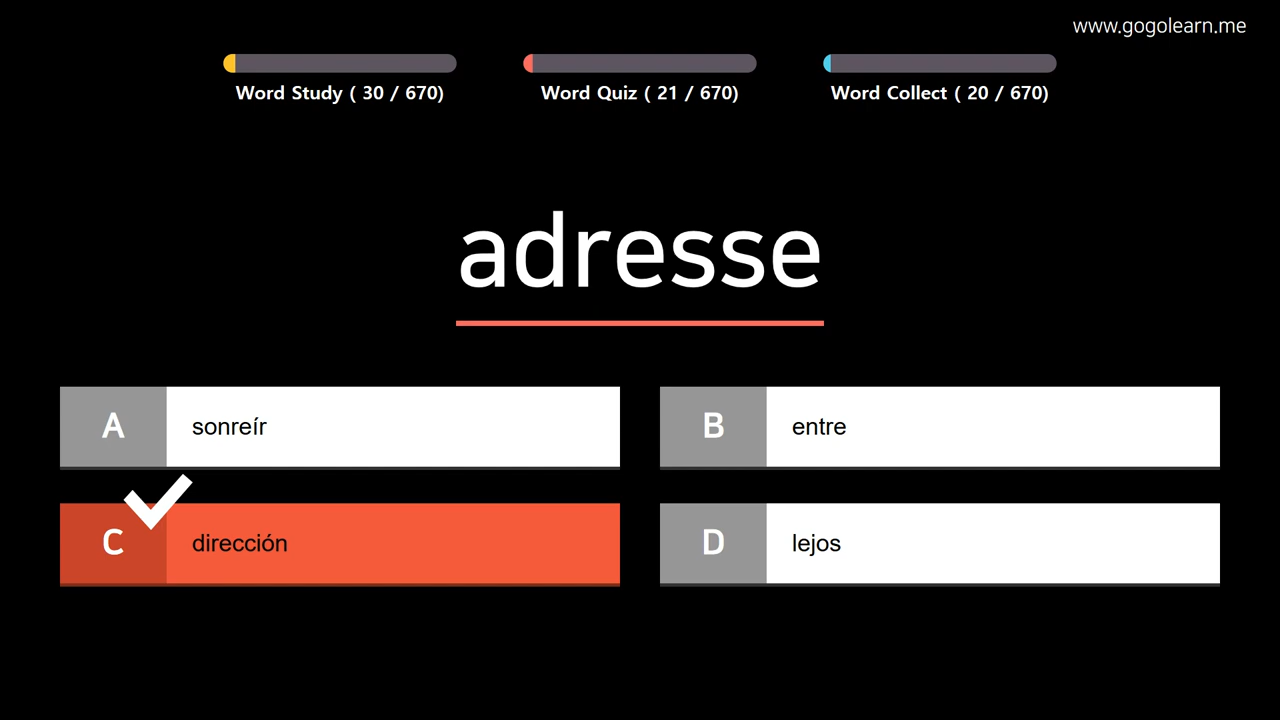 www.gogolearn.me
Word Study ( 30 / 670)
Word Quiz ( 21 / 670)
Word Collect ( 20 / 670)
adresse
A
sonreír
B
entre
C
dirección
D
lejos